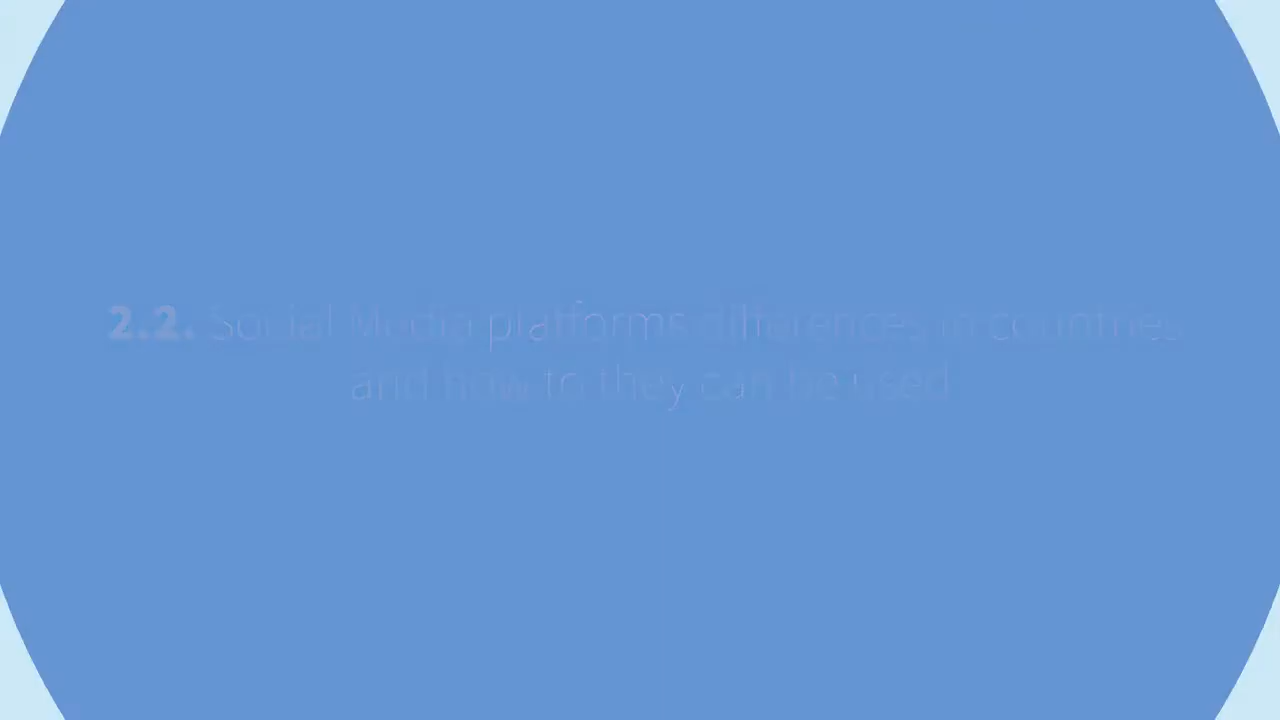 2.2. Social Media platforms differences in countries
and how to they can be used